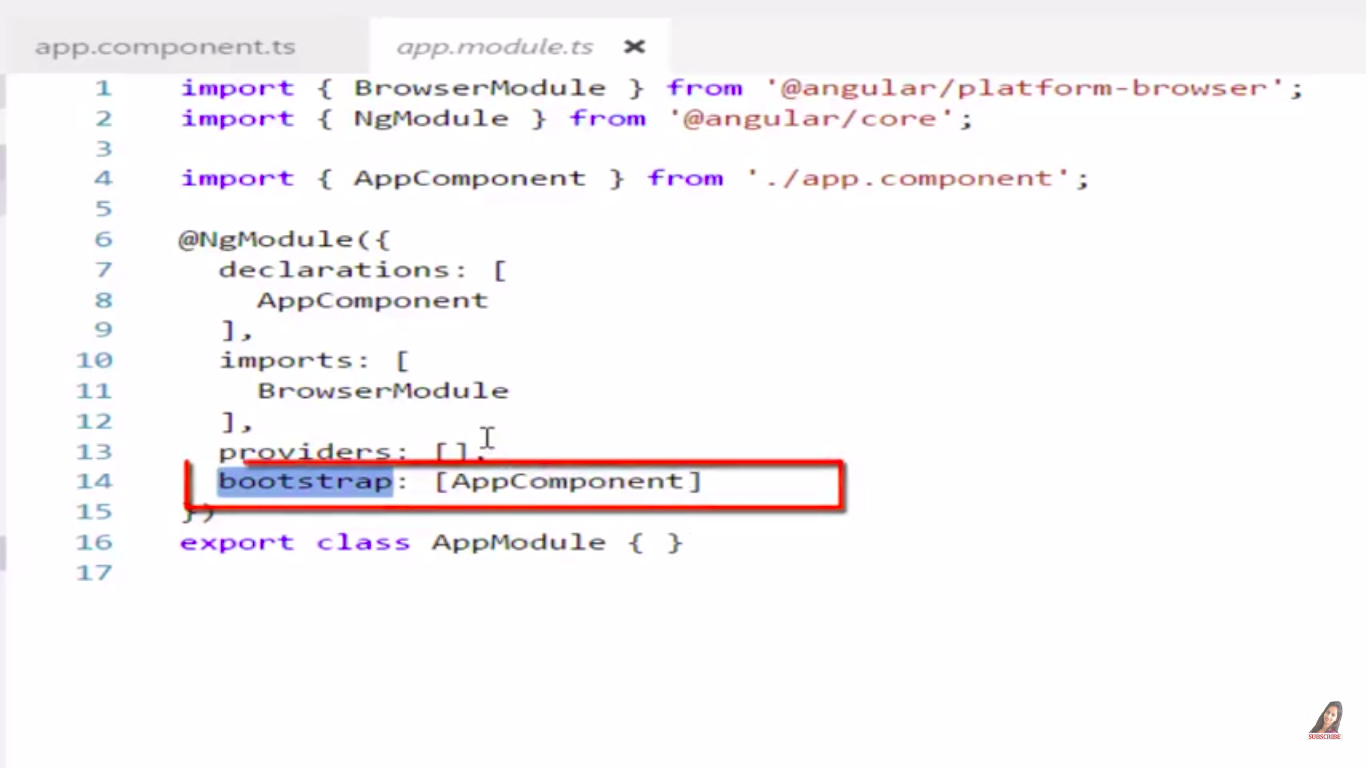 app.component.ts app.module.ts ✖
1 import { BrowserModule } from '@angular/platform-browser';
2 import { NgModule } from '@angular/core';
3
4 import { AppComponent } from './app.component';
5
6 @NgModule({
7 declarations: [
8 AppComponent
9 ],
10 imports: [
11 BrowserModule
12 ],
13 providers: [],
14 bootstrap: [AppComponent]
15 })
16 export class AppModule { }
17
SUBSCRIBE